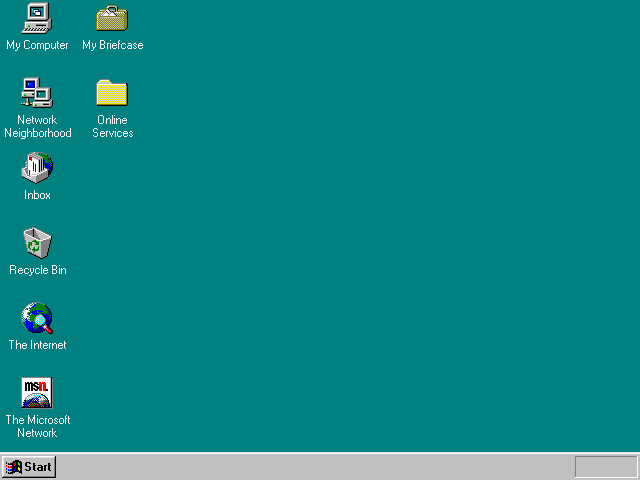 My Computer
My Briefcase
Network
Neighborhood
Online
Services
Inbox
Recycle Bin
The Internet
msn.
The Microsoft
Network
Start